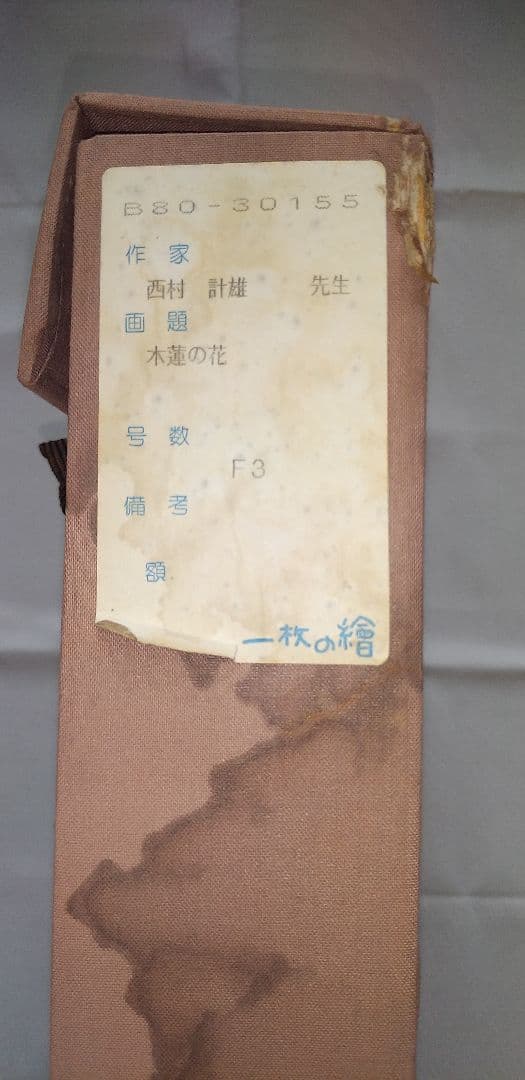 B80-30155
作家
西村 計雄 先生
画題
木蓮の花
号数
F3
備考
額
一枚の繪